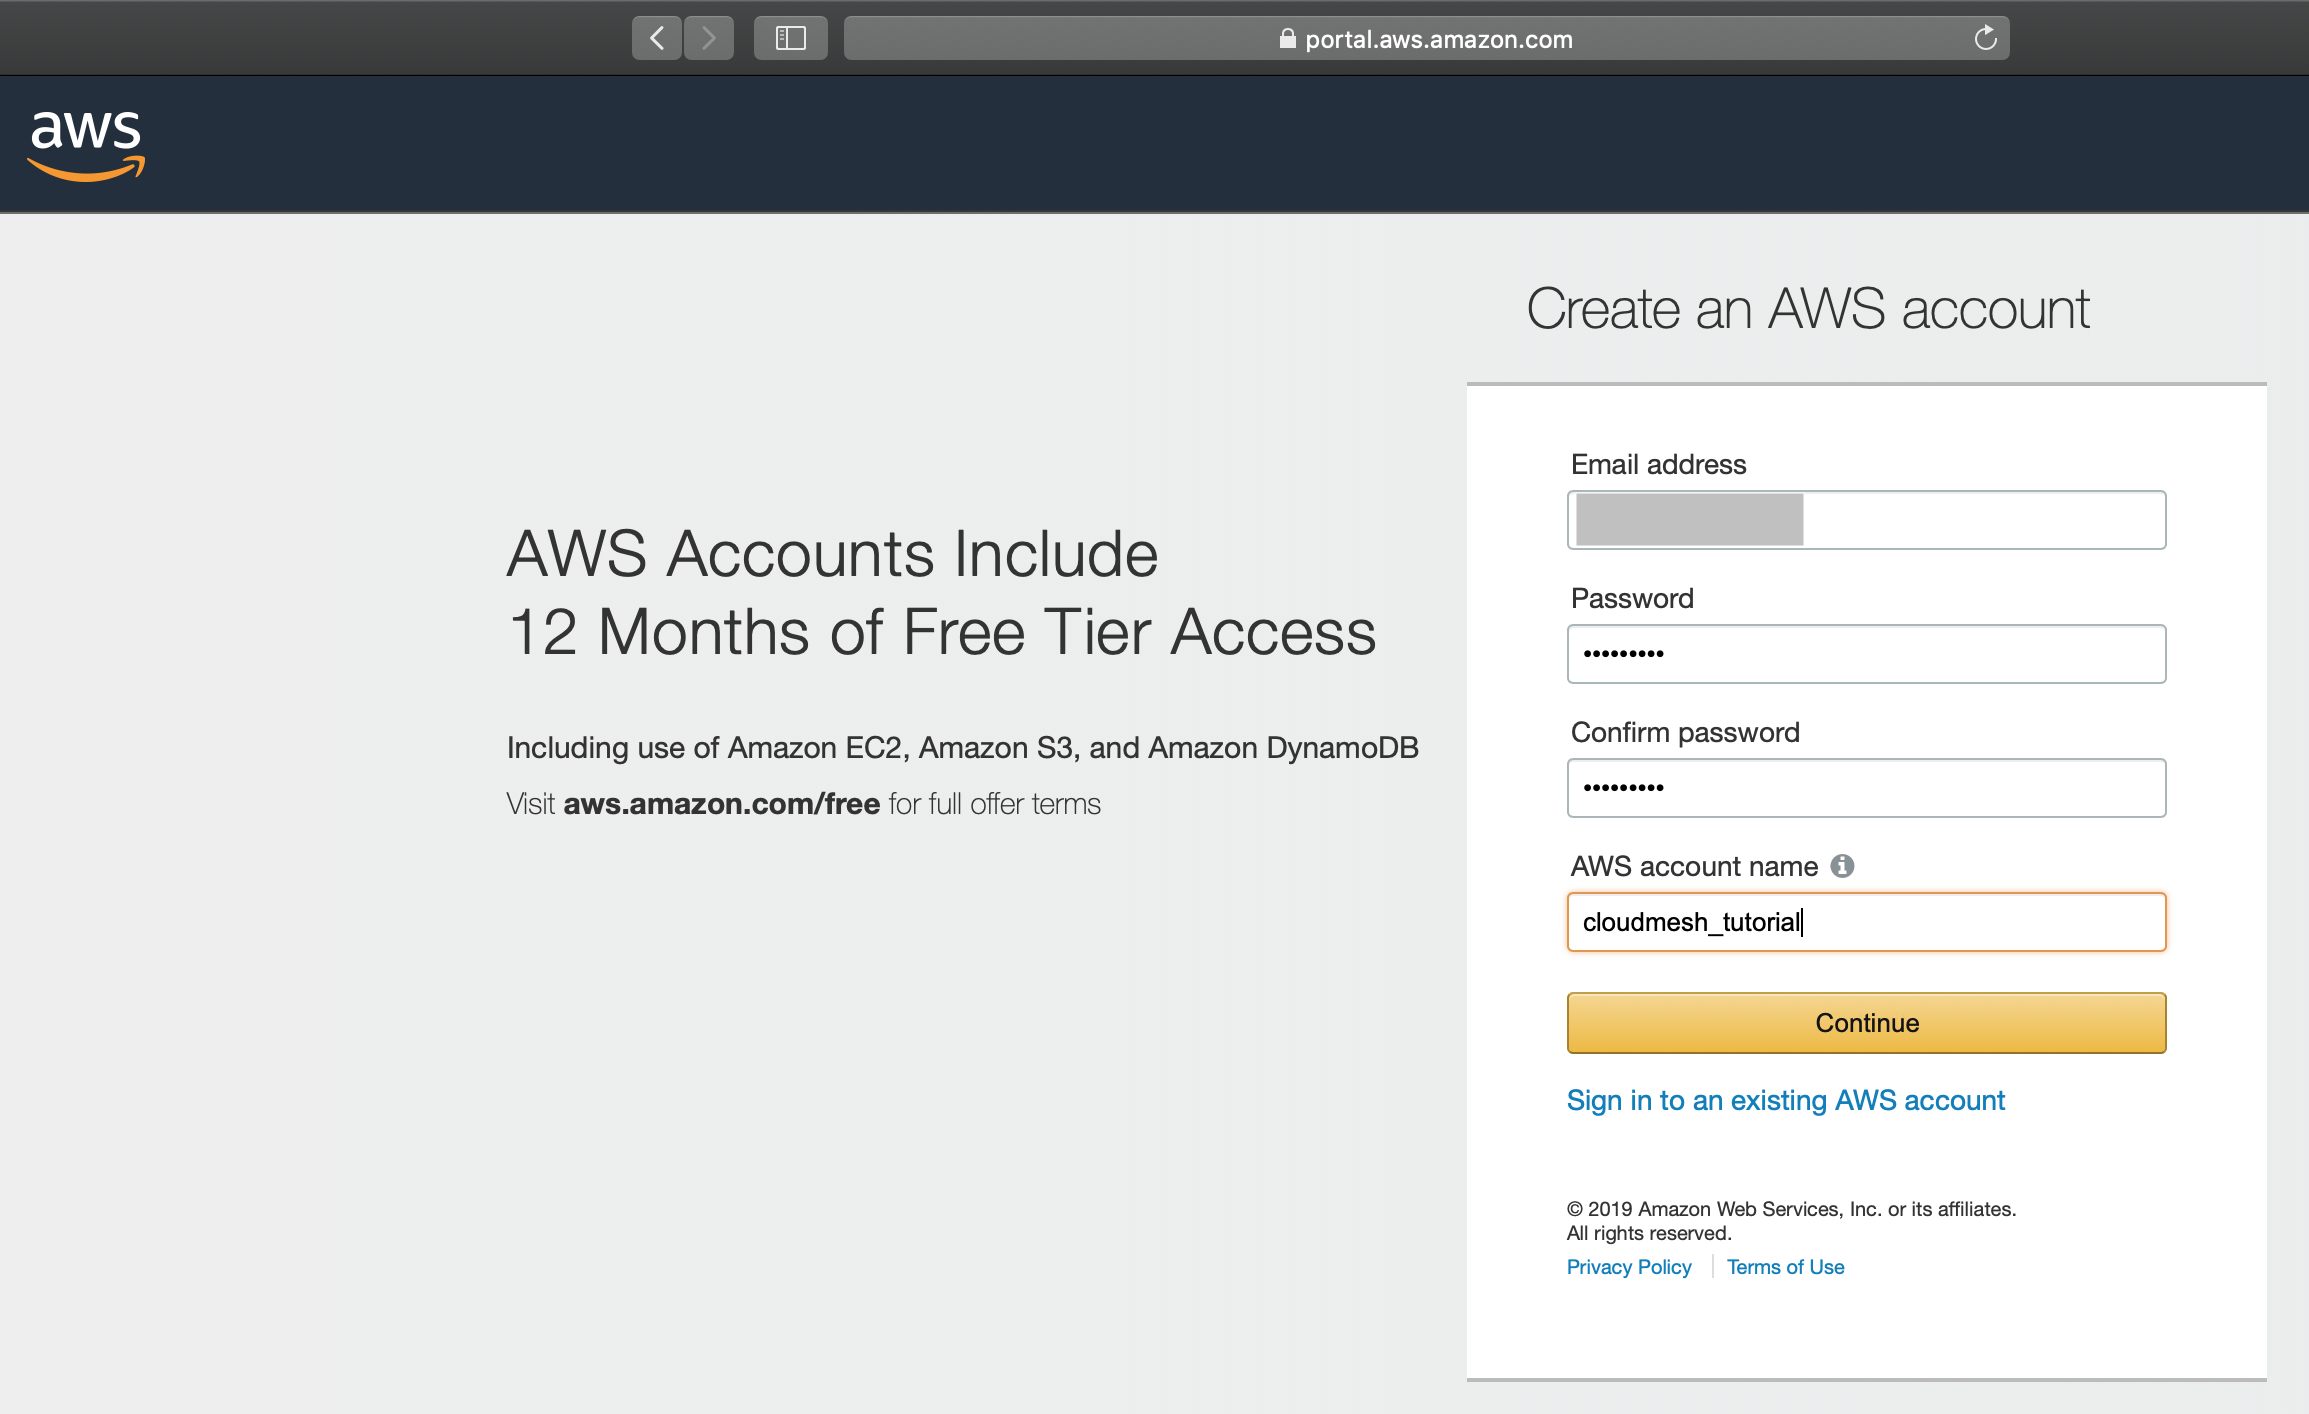 portal.aws.amazon.com
aws
Create an AWS account
AWS Accounts Include
12 Months of Free Tier Access
Including use of Amazon EC2, Amazon S3, and Amazon DynamoDB
Visit aws.amazon.com/free for full offer terms
Email address
Password
•••••••••
Confirm password
•••••••••
AWS account name
cloudmesh_tutorial
Continue
Sign in to an existing AWS account
© 2019 Amazon Web Services, Inc. or its affiliates.
All rights reserved.
Privacy Policy | Terms of Use